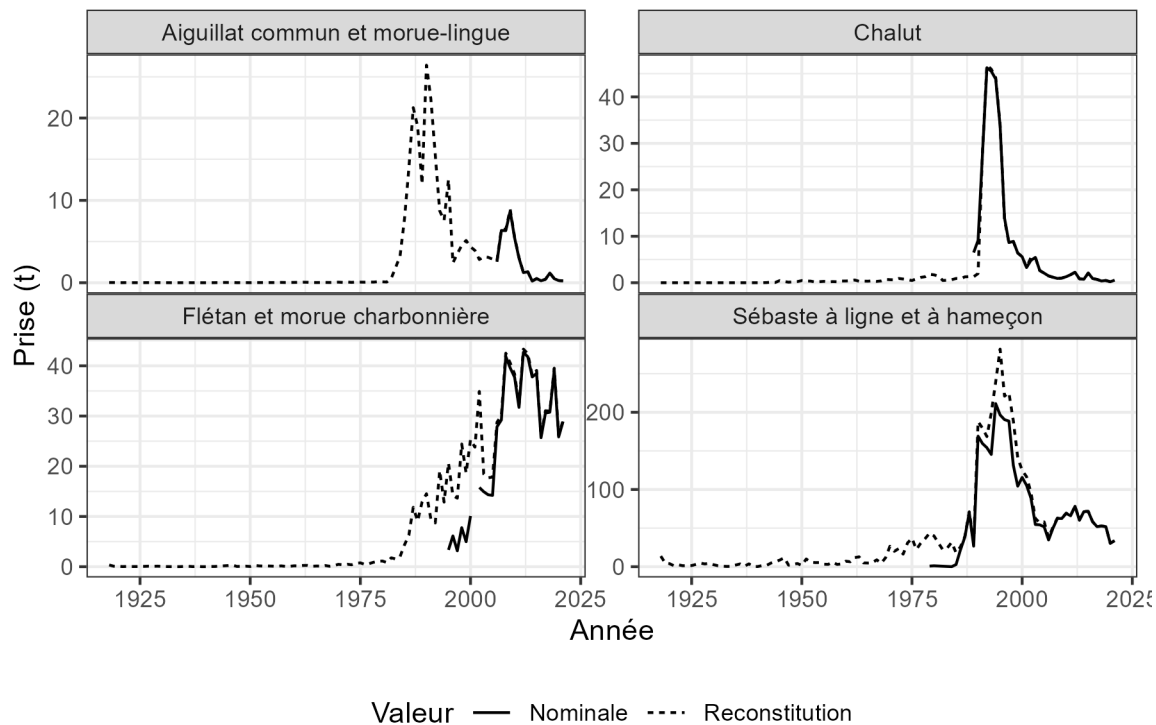 Aiguillat commun et morue-lingue
Chalut
20
10
0
40
30
20
10
0
Prise (t)
Flétan et morue charbonnière
Sébaste à ligne et à hameçon
40
30
20
10
0
200
100
0
1925 1950 1975 2000 2025
1925 1950 1975 2000 2025
Année
Valeur Nominale Reconstitution